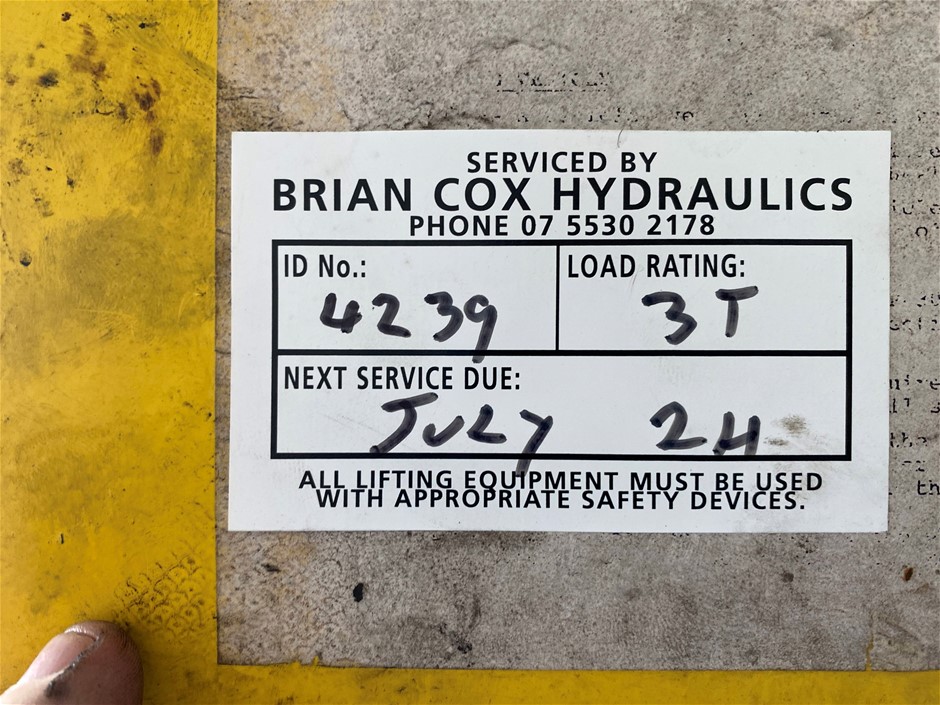 SERVICED BY
BRIAN COX HYDRAULICS
PHONE 07 5530 2178
ID No.:
4239
LOAD RATING:
3T
NEXT SERVICE DUE:
JULY 24
ALL LIFTING EQUIPMENT MUST BE USED
WITH APPROPRIATE SAFETY DEVICES.